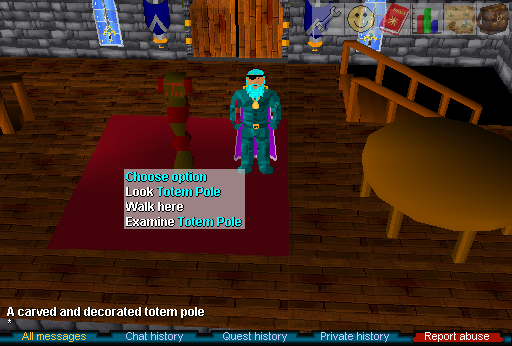 Choose option
Look Totem Pole
Walk here
Examine Totem Pole
A carved and decorated totem pole
*
All messages
Chat history
Quest history
Private history
Report abuse